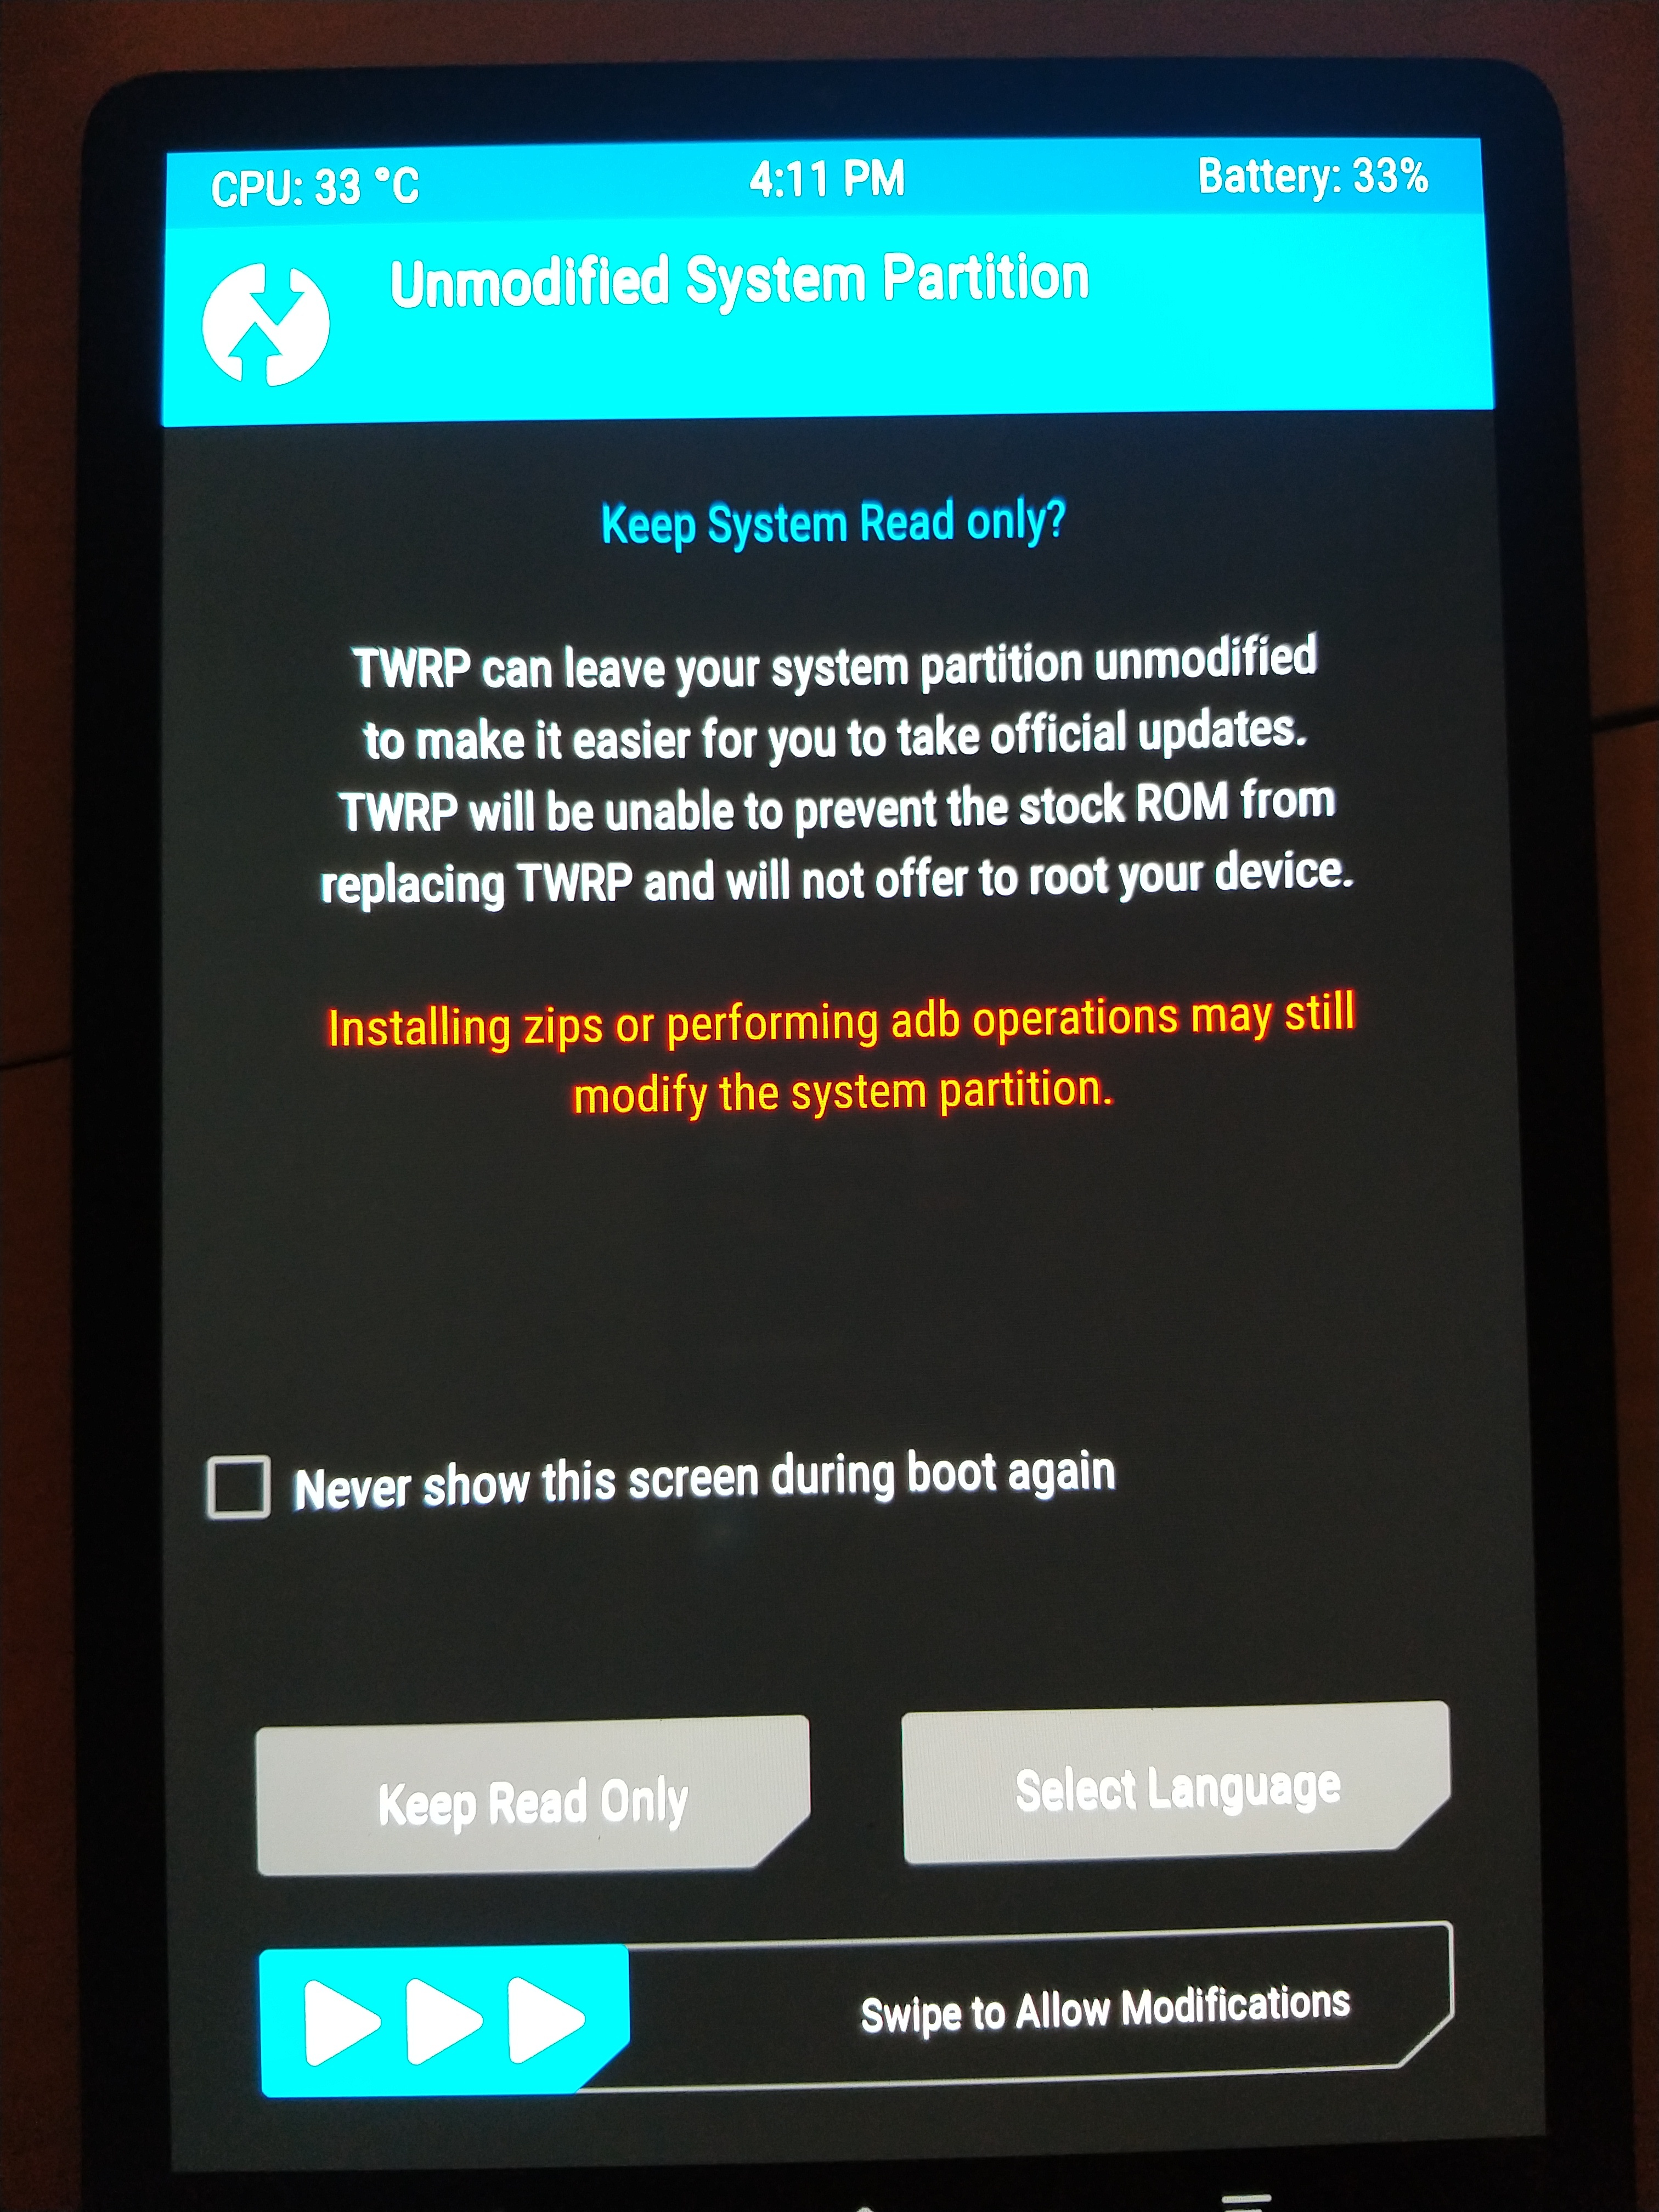 CPU: 33 °C 4:11 PM Battery: 33%
Unmodified System Partition
Keep System Read only?
TWRP can leave your system partition unmodified
to make it easier for you to take official updates.
TWRP will be unable to prevent the stock ROM from
replacing TWRP and will not offer to root your device.
Installing zips or performing adb operations may still
modify the system partition.
Never show this screen during boot again
Keep Read Only Select Language
Swipe to Allow Modifications